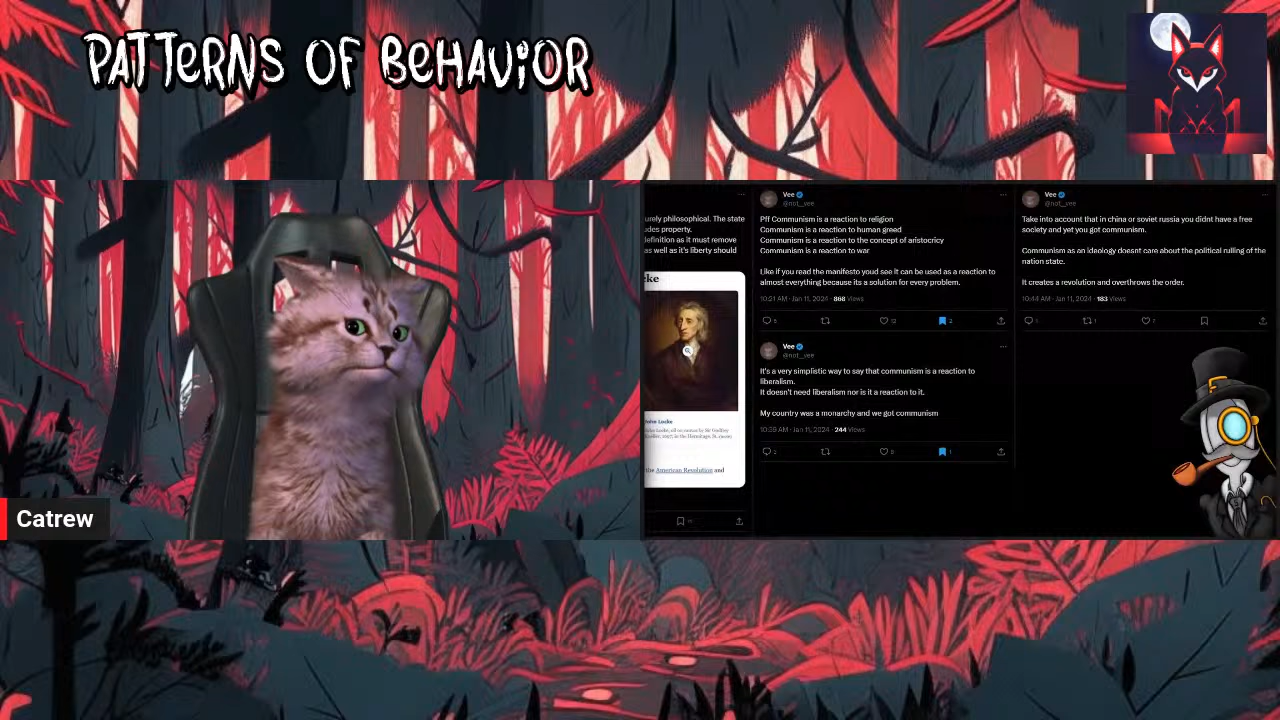 PATTERNS OF BEHAVIOR
urely philosophical. The state
udes property.
definition as it must remove
as well as it's liberty should
cke
John Locke
the American Revolution and
Vee
@not_vee
Pff Communism is a reaction to religion
Communism is a reaction to human greed
Communism is a reaction to the concept of aristocricy
Communism is a reaction to war
Like if you read the manifesto youd see it can be used as a reaction to
almost everything because its a solution for every problem.
10:21 AM · Jan 11, 2024 · 868 Views
Vee
@not_vee
It's a very simplistic way to say that communism is a reaction to
liberalism.
It doesn't need liberalism nor is it a reaction to it.
My country was a monarchy and we got communism
10:39 AM · Jan 11, 2024 · 244 Views
Vee
@not_vee
Take into account that in china or soviet russia you didnt have a free
society and yet you got communism.
Communism as an ideology doesnt care about the political rulling of the
nation state.
It creates a revolution and overthrows the order.
10:44 AM · Jan 11, 2024 · 183 Views
Catrew